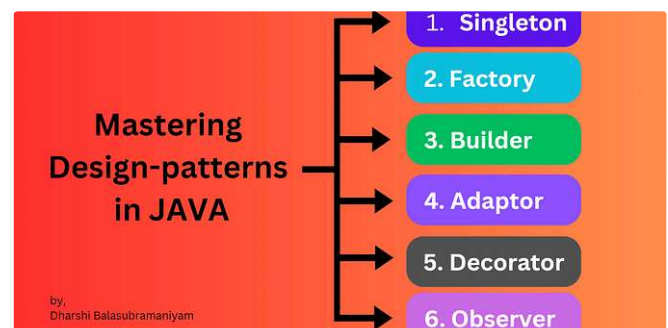 Mastering
Design-patterns
in JAVA
by,
Dharshi Balasubramaniyam
1. Singleton
2. Factory
3. Builder
4. Adaptor
5. Decorator
6. Observer